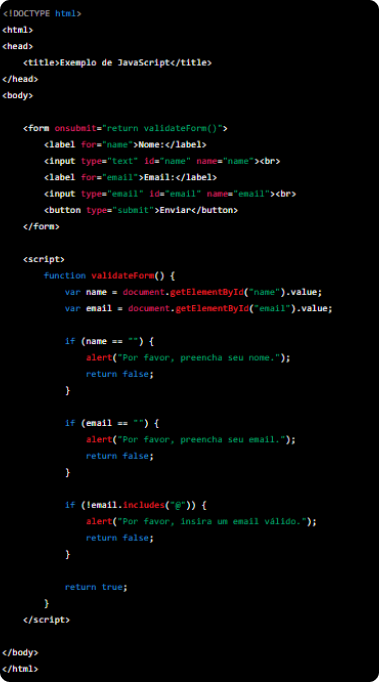 <!DOCTYPE html>
<html>
<head>
    <title>Exemplo de JavaScript</title>
</head>
<body>

    <form onsubmit="return validateForm()">
        <label for="name">Nome:</label>
        <input type="text" id="name" name="name"><br>
        <label for="email">Email:</label>
        <input type="email" id="email" name="email"><br>
        <button type="submit">Enviar</button>
    </form>

    <script>
        function validateForm() {
            var name = document.getElementById("name").value;
            var email = document.getElementById("email").value;

            if (name == "") {
                alert("Por favor, preencha seu nome.");
                return false;
            }

            if (email == "") {
                alert("Por favor, preencha seu email.");
                return false;
            }

            if (!email.includes("@")) {
                alert("Por favor, insira um email válido.");
                return false;
            }

            return true;
        }
    </script>

</body>
</html>